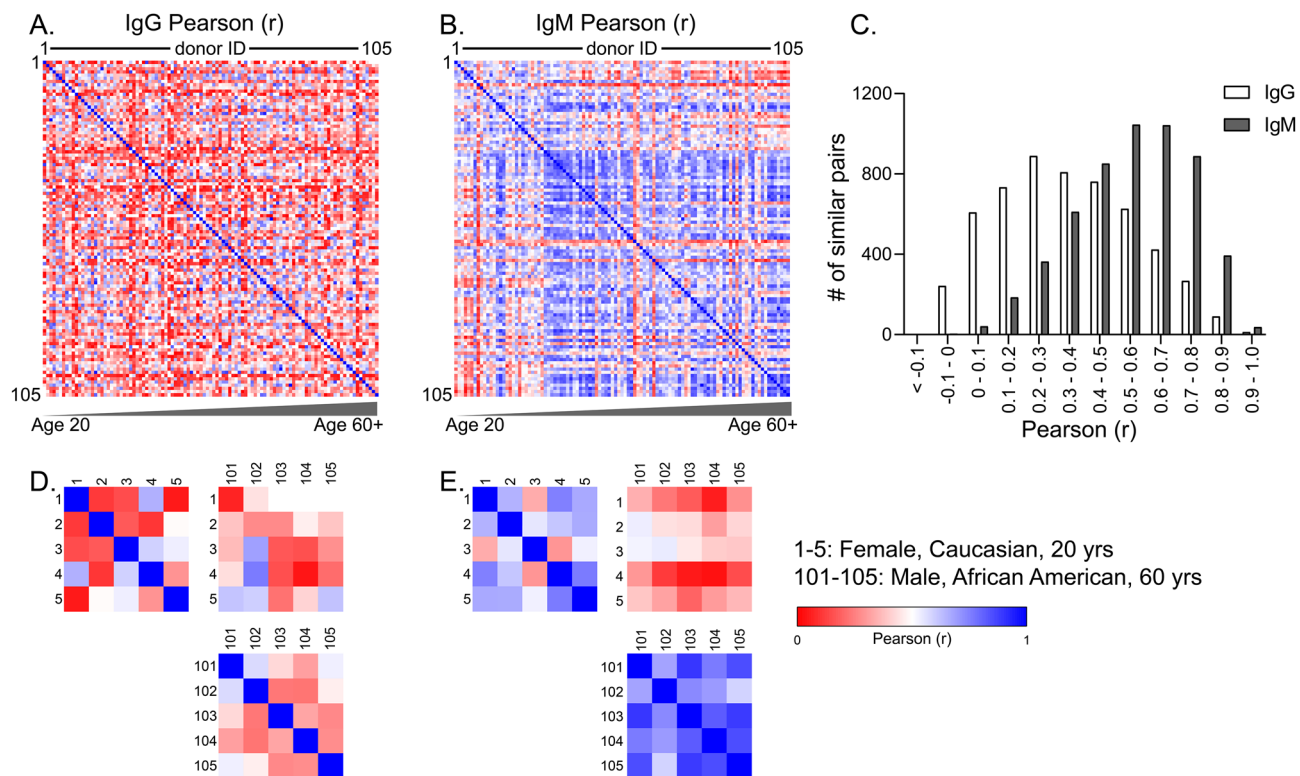 A.
IgG Pearson (r)
1 donor ID 105
1
105
Age 20 Age 60+
B.
IgM Pearson (r)
1 donor ID 105
1
105
Age 20 Age 60+
C.
IgG
IgM
# of similar pairs
1200
800
400
0
< -0.1
-0.1 - 0
0 - 0.1
0.1 - 0.2
0.2 - 0.3
0.3 - 0.4
0.4 - 0.5
0.5 - 0.6
0.6 - 0.7
0.7 - 0.8
0.8 - 0.9
0.9 - 1.0
Pearson (r)
D.
1 2 3 4 5
1
2
3
4
5
101 102 103 104 105
1
2
3
4
5
101 102 103 104 105
101
102
103
104
105
E.
1 2 3 4 5
1
2
3
4
5
101 102 103 104 105
1
2
3
4
5
101 102 103 104 105
101
102
103
104
105
1-5: Female, Caucasian, 20 yrs
101-105: Male, African American, 60 yrs
0 Pearson (r) 1